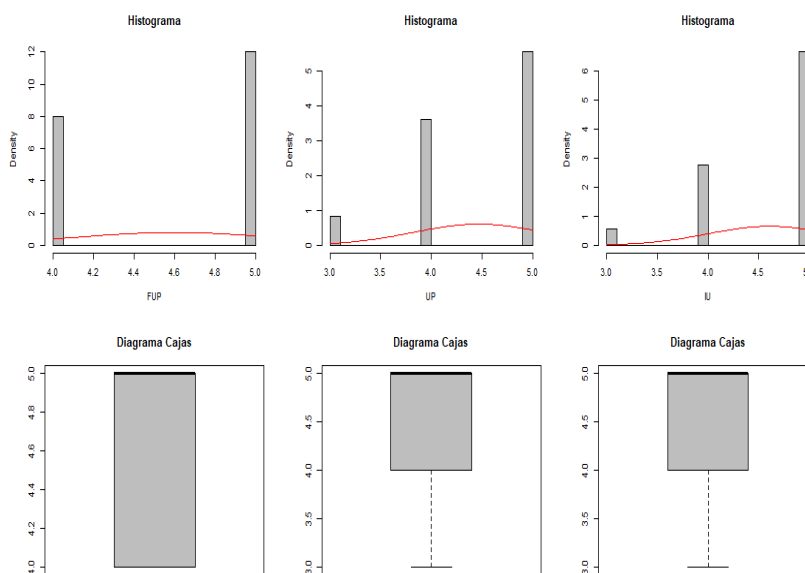 Histograma
Histograma
Histograma
Density
0 2 4 6 8 10 12
4.0 4.2 4.4 4.6 4.8 5.0
FUP
Density
0 1 2 3 4 5
3.0 3.5 4.0 4.5 5.0
UP
Density
0 1 2 3 4 5 6
3.0 3.5 4.0 4.5
IU
Diagrama Cajas
Diagrama Cajas
Diagrama Cajas
4.0 4.2 4.4 4.6 4.8 5.0
3.0 3.5 4.0 4.5 5.0
3.0 3.5 4.0 4.5 5.0